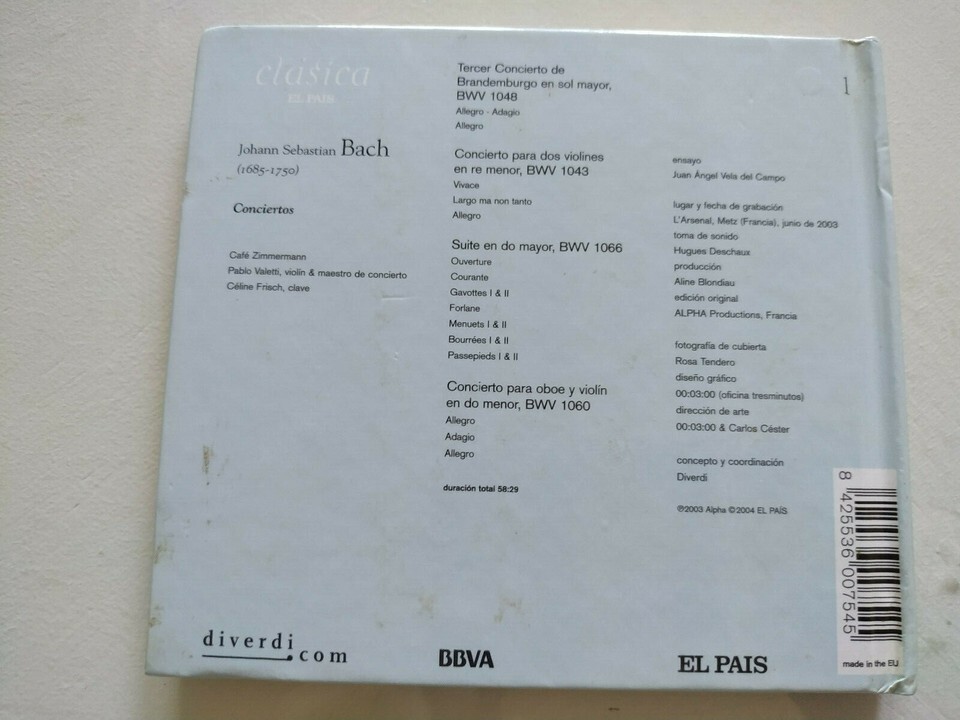 clásica
EL PAIS
Johann Sebastian Bach
(1685-1750)
Conciertos
Café Zimmermann
Pablo Valetti, violín & maestro de concierto
Céline Frisch, clave
Tercer Concierto de
Brandemburgo en sol mayor,
BWV 1048
Allegro - Adagio
Allegro
Concierto para dos violines
en re menor, BWV 1043
Vivace
Largo ma non tanto
Allegro
Suite en do mayor, BWV 1066
Ouverture
Courante
Gavottes I & II
Forlane
Menuets I & II
Bourrées I & II
Passepieds I & II
Concierto para oboe y violín
en do menor, BWV 1060
Allegro
Adagio
Allegro
duración total 58:29
1
ensayo
Juan Ángel Vela del Campo
lugar y fecha de grabación
L'Arsenal, Metz (Francia), junio de 2003
toma de sonido
Hugues Deschaux
producción
Aline Blondiau
edición original
ALPHA Productions, Francia
fotografía de cubierta
Rosa Tendero
diseño gráfico
00:03:00 (oficina tresminutos)
dirección de arte
00:03:00 & Carlos Céster
concepto y coordinación
Diverdi
℗2003 Alpha ©2004 EL PAÍS
8 425536 007545
made in the EU
diverdi
.com
BBVA
EL PAIS